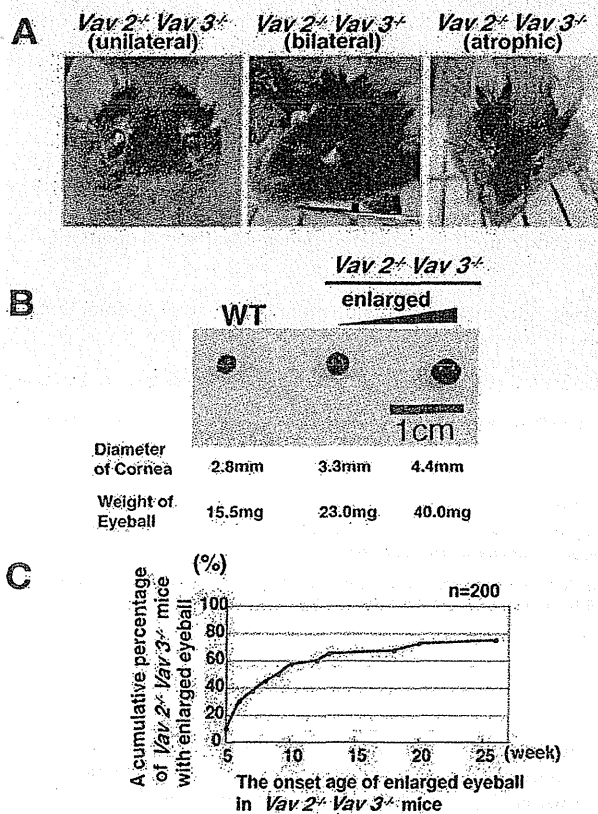 A
Vav 2-/- Vav 3-/- (unilateral)
Vav 2-/- Vav 3-/- (bilateral)
Vav 2-/- Vav 3-/- (atrophic)
B
Vav 2-/- Vav 3-/-
WT
enlarged
1cm
Diameter of Cornea 2.8mm 3.3mm 4.4mm
Weight of Eyeball 15.5mg 23.0mg 40.0mg
C
(%)
n=200
A cumulative percentage
of Vav 2-/- Vav 3-/- mice
with enlarged eyeball
100
80
60
40
20
0
5 10 15 20 25 (week)
The onset age of enlarged eyeball
in Vav 2-/- Vav 3-/- mice